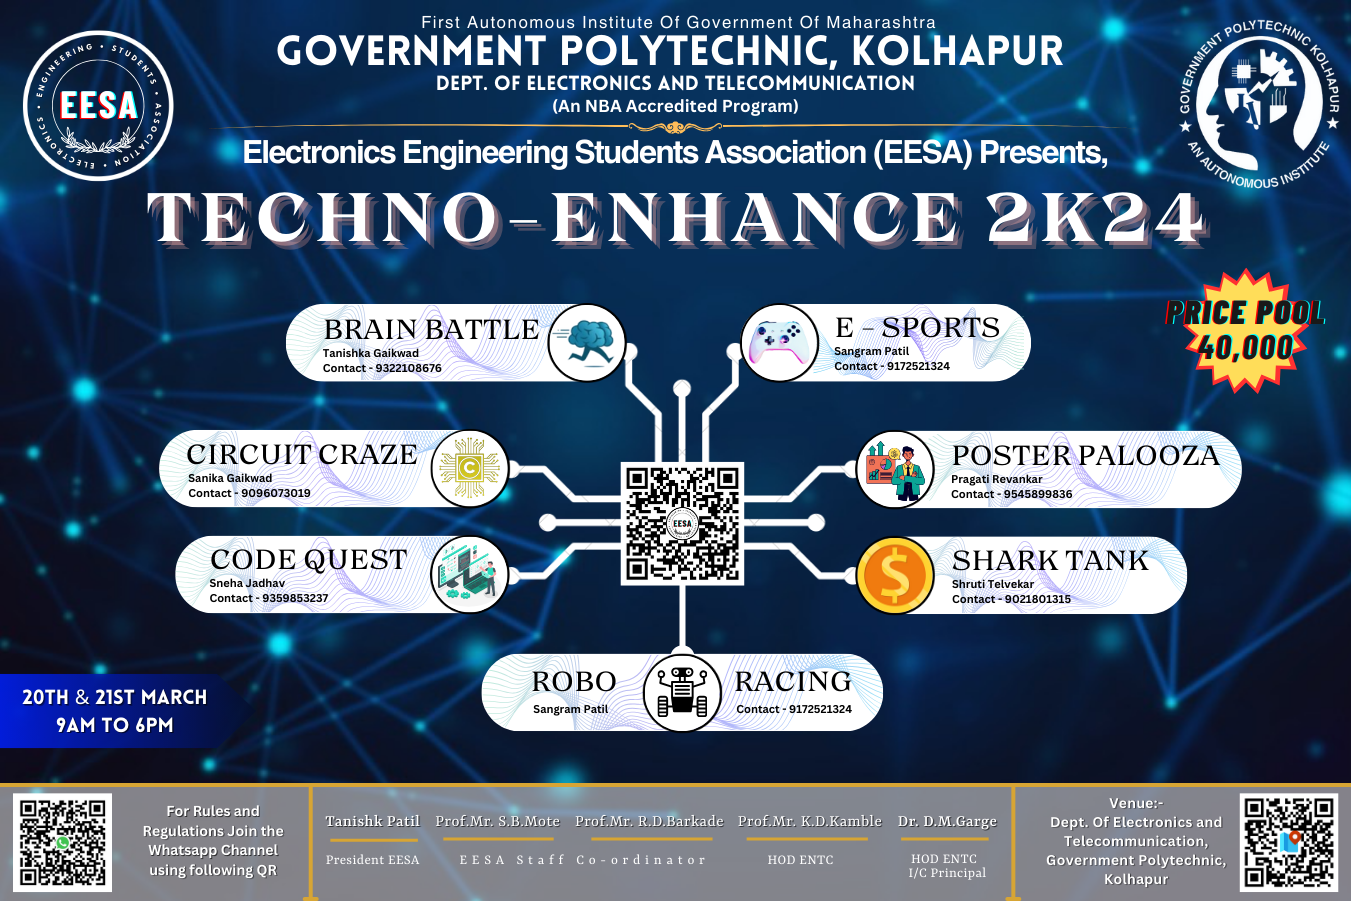 First Autonomous Institute Of Government Of Maharashtra
GOVERNMENT POLYTECHNIC, KOLHAPUR
DEPT. OF ELECTRONICS AND TELECOMMUNICATION
(An NBA Accredited Program)
ELECTRONICS • ENGINEERING • STUDENTS • ASSOCIATION •
EESA
GOVERNMENT POLYTECHNIC KOLHAPUR
AN AUTONOMOUS INSTITUTE
Electronics Engineering Students Association (EESA) Presents,
TECHNO-ENHANCE 2K24
PRICE POOL
40,000
BRAIN BATTLE
Tanishka Gaikwad
Contact - 9322108676
E - SPORTS
Sangram Patil
Contact - 9172521324
CIRCUIT CRAZE
Sanika Gaikwad
Contact - 9096073019
C
POSTER PALOOZA
Pragati Revankar
Contact - 9545899836
EESA
CODE QUEST
Sneha Jadhav
Contact - 9359853237
$
SHARK TANK
Shruti Telvekar
Contact - 9021801315
ROBO RACING
Sangram Patil Contact - 9172521324
20TH & 21ST MARCH
9AM TO 6PM
For Rules and
Regulations Join the
Whatsapp Channel
using following QR
Tanishk Patil Prof.Mr. S.B.Mote Prof.Mr. R.D.Barkade Prof.Mr. K.D.Kamble Dr. D.M.Garge
President EESA EESA Staff Co-ordinator HOD ENTC HOD ENTC
I/C Principal
Venue:-
Dept. Of Electronics and
Telecommunication,
Government Polytechnic,
Kolhapur